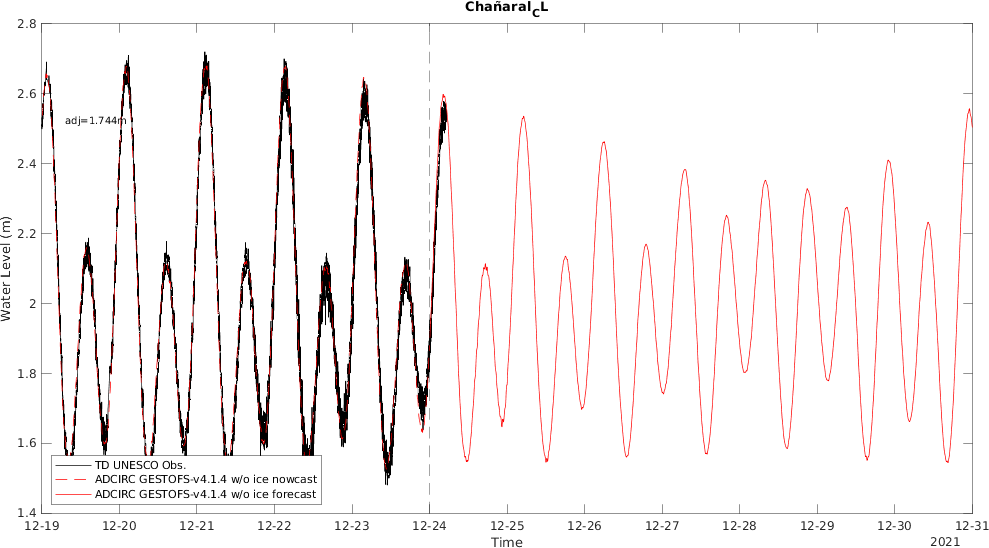 Chañaral_CL
2.8
2.6
2.4
2.2
2
1.8
1.6
1.4
Water Level (m)
adj=1.744m
TD UNESCO Obs.
ADCIRC GESTOFS-v4.1.4 w/o ice nowcast
ADCIRC GESTOFS-v4.1.4 w/o ice forecast
12-19 12-20 12-21 12-22 12-23 12-24 12-25 12-26 12-27 12-28 12-29 12-30 12-31
Time
2021